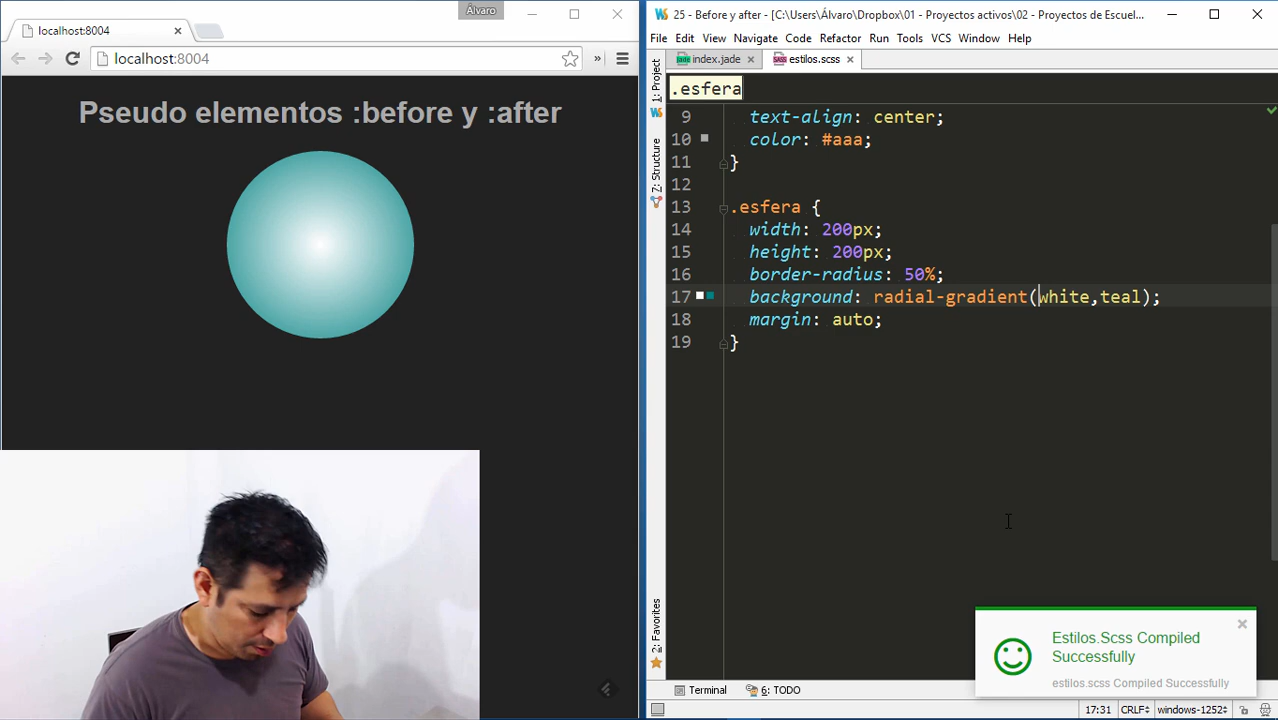 Álvaro
localhost:8004
localhost:8004
»
Pseudo elementos :before y :after
25 - Before y after - [C:\Users\Álvaro\Dropbox\01 - Proyectos activos\02 - Proyectos de Escuel...
File Edit View Navigate Code Refactor Run Tools VCS Window Help
index.jade
estilos.scss
.esfera
1: Project
7: Structure
2: Favorites
9 text-align: center;
10 color: #aaa;
11 }
12
13 .esfera {
14 width: 200px;
15 height: 200px;
16 border-radius: 50%;
17 background: radial-gradient(white,teal);
18 margin: auto;
19 }
Estilos.Scss Compiled
Successfully
estilos.scss Compiled Successfully
Terminal
6: TODO
17:31 CRLF windows-1252